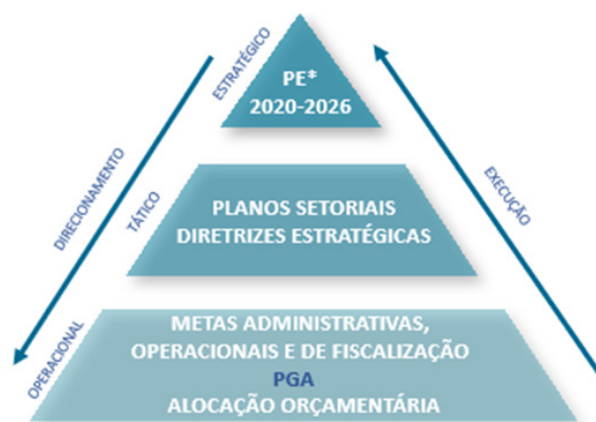 ESTRATÉGICO
PE*
2020-2026
DIRECIONAMENTO
EXECUÇÃO
TÁTICO
PLANOS SETORIAIS
DIRETRIZES ESTRATÉGICAS
OPERACIONAL
METAS ADMINISTRATIVAS,
OPERACIONAIS E DE FISCALIZAÇÃO
PGA
ALOCAÇÃO ORÇAMENTÁRIA